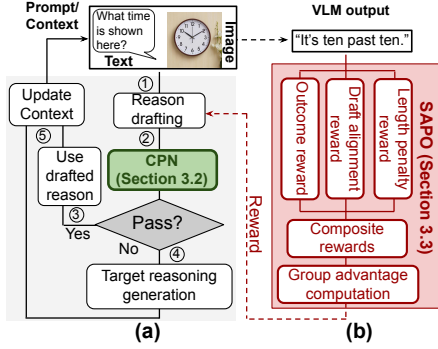 Prompt/
Context
What time
is shown
here?
Text
Image
VLM output
"It's ten past ten."
①
Reason
drafting
②
CPN
(Section 3.2)
Update
Context
⑤
Use
drafted
reason
③
Yes
Pass?
No
④
Target reasoning
generation
Reward
Outcome reward
Draft alignment
reward
Length penalty
reward
SAPO (Section 3.3)
Composite
rewards
Group advantage
computation
(a)
(b)